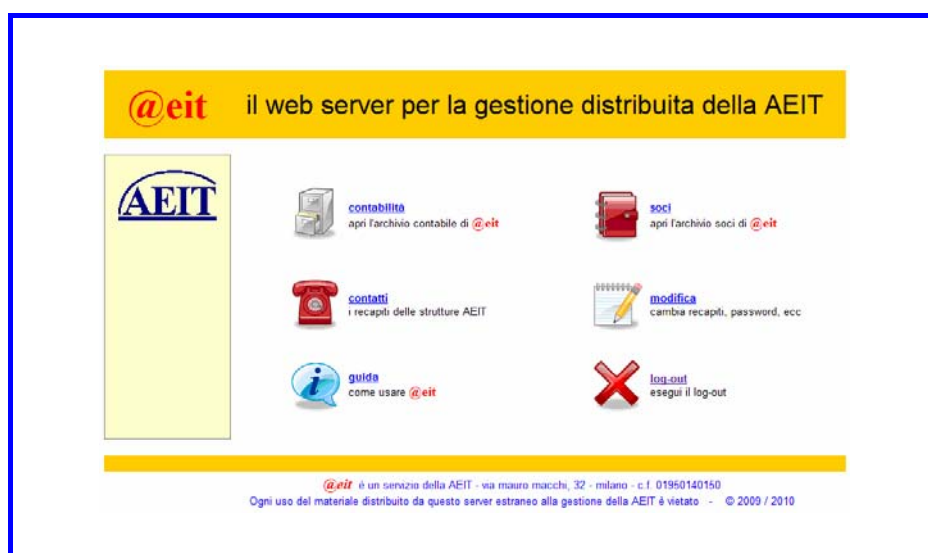 @eit il web server per la gestione distribuita della AEIT
AEIT
contabilità
apri l'archivio contabile di @eit
soci
apri l'archivio soci di @eit
contatti
i recapiti delle strutture AEIT
modifica
cambia recapiti, password, ecc
guida
come usare @eit
log-out
esegui il log-out
@eit é un servizio della AEIT - via mauro macchi, 32 - milano - c.f. 01950140150
Ogni uso del materiale distribuito da questo server estraneo alla gestione della AEIT é vietato - © 2009 / 2010